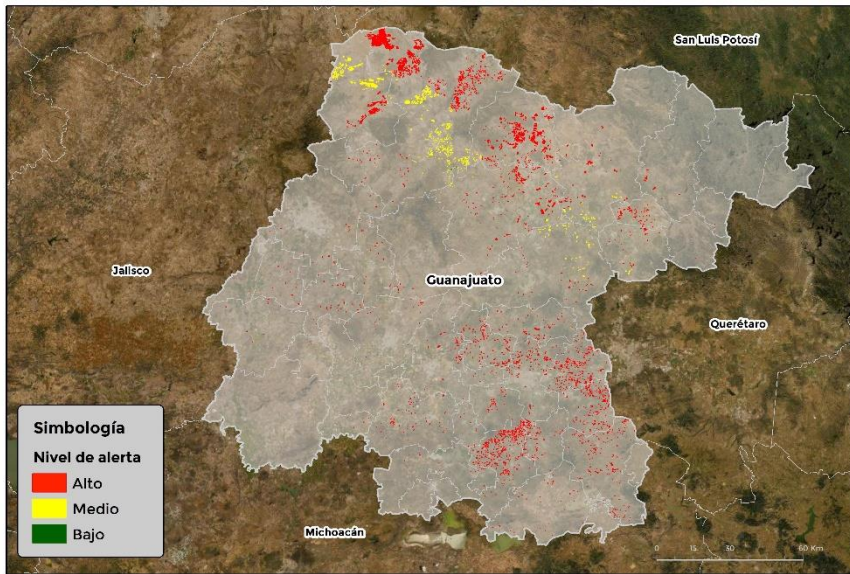 San Luis Potosí
Jalisco
Guanajuato
Querétaro
Simbología
Nivel de alerta
Alto
Medio
Bajo
Michoacán
0 15 30 60 Km